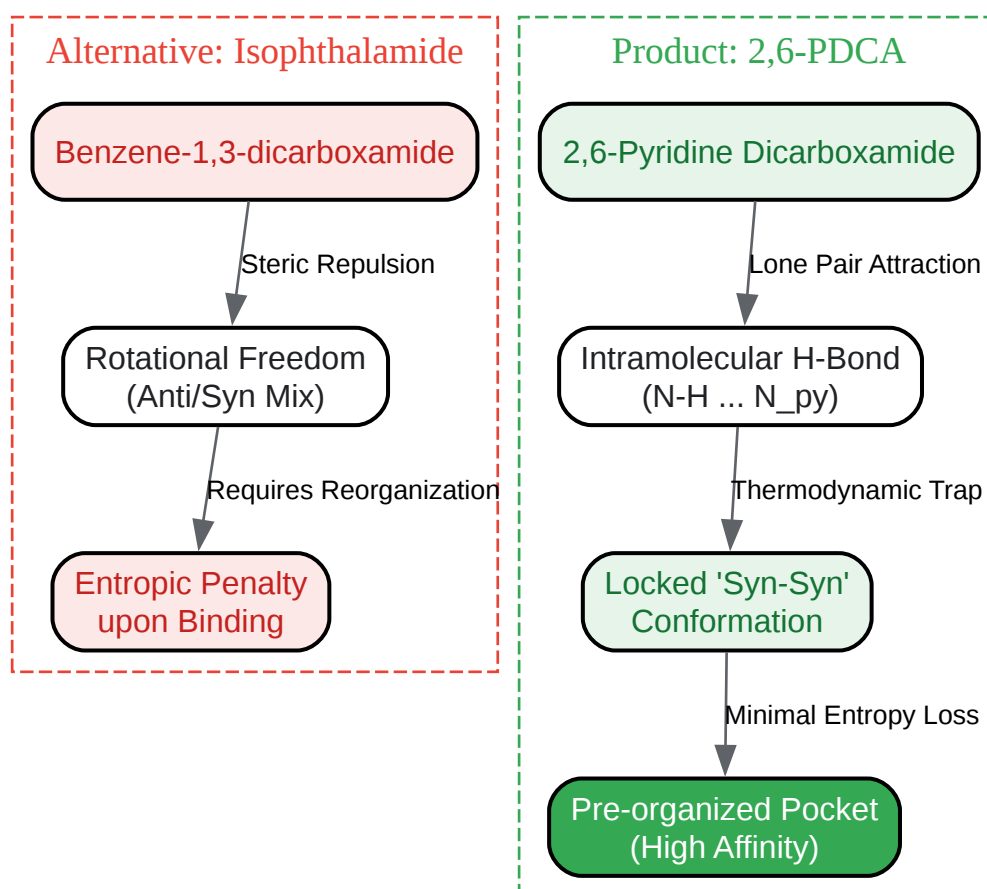 Alternative: Isophthalamide
Benzene-1,3-dicarboxamide
Steric Repulsion
Rotational Freedom
(Anti/Syn Mix)
Requires Reorganization
Entropic Penalty
upon Binding
Product: 2,6-PDCA
2,6-Pyridine Dicarboxamide
Lone Pair Attraction
Intramolecular H-Bond
(N-H ... N_py)
Thermodynamic Trap
Locked 'Syn-Syn'
Conformation
Minimal Entropy Loss
Pre-organized Pocket
(High Affinity)